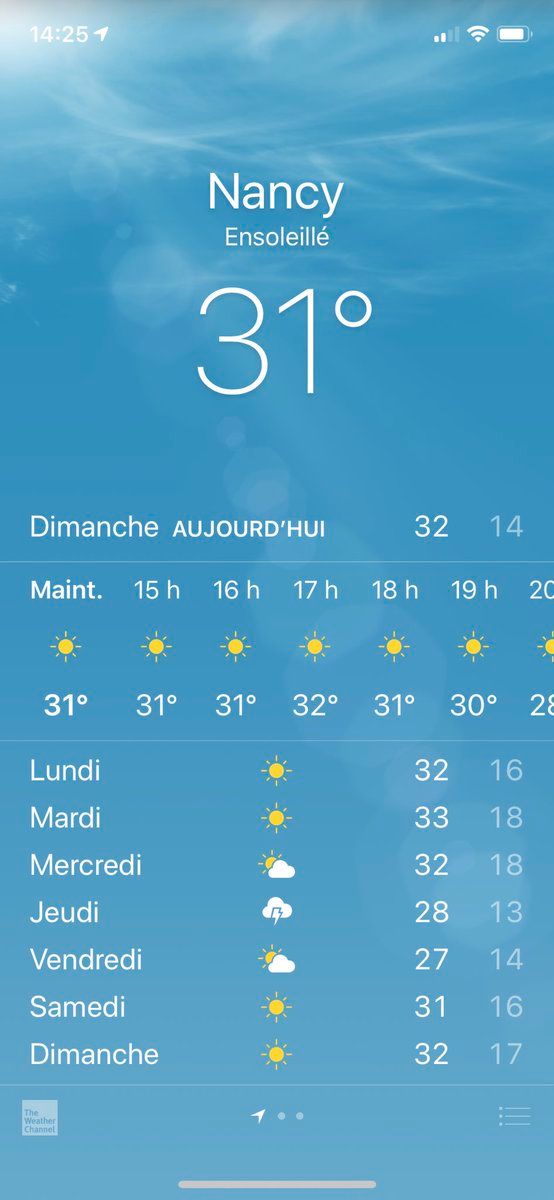 14:25
Nancy
Ensoleillé
31°
Dimanche AUJOURD'HUI 32 14
Maint. 15 h 16 h 17 h 18 h 19 h 20
31° 31° 31° 32° 31° 30° 28
Lundi 32 16
Mardi 33 18
Mercredi 32 18
Jeudi 28 13
Vendredi 27 14
Samedi 31 16
Dimanche 32 17
The
Weather
Channel